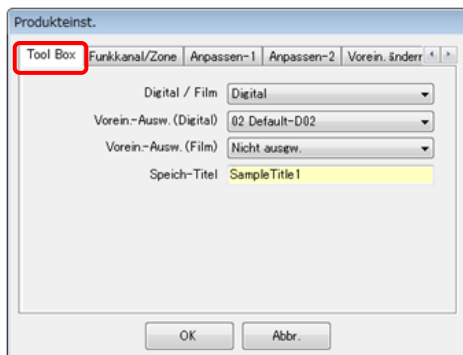 Produkteinst.
Tool Box Funkkanal/Zone Anpassen-1 Anpassen-2 Vorein. änderr
Digital / Film Digital
Vorein.-Ausw. (Digital) 02 Default-D02
Vorein.-Ausw. (Film) Nicht ausgw.
Speich-Titel SampleTitle1
OK Abbr.